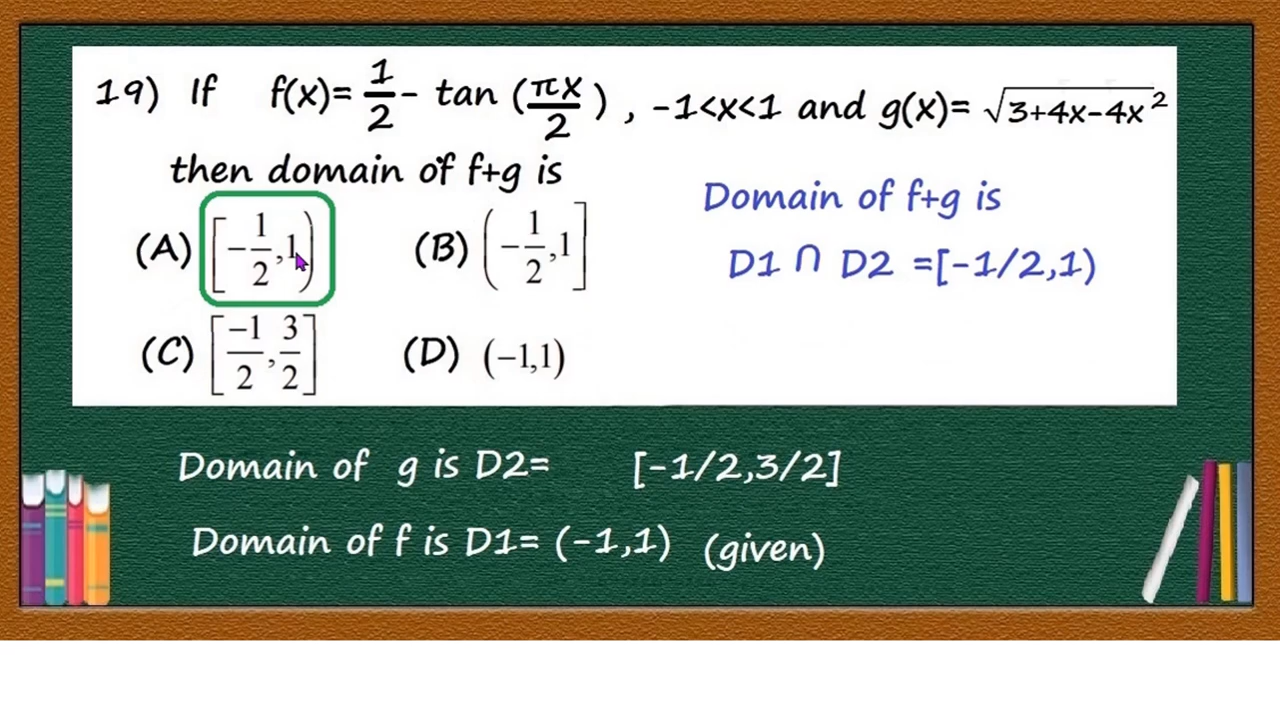 19) If f(x)= 1/2 - tan (πx/2) , -1<x<1 and g(x)= √3+4x-4x²
then domain of f+g is
(A) [-1/2,1) (B) (-1/2,1]
(C) [-1/2,3/2] (D) (-1,1)
Domain of f+g is
D1 ∩ D2 =[-1/2,1)
Domain of g is D2= [-1/2,3/2]
Domain of f is D1= (-1,1) (given)